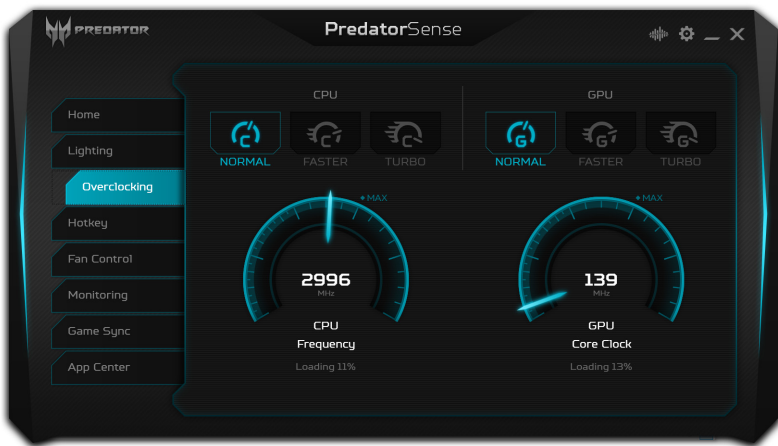 PREDATOR
PredatorSense
Home
Lighting
Overclocking
Hotkey
Fan Control
Monitoring
Game Sync
App Center
CPU
C C C
NORMAL FASTER TURBO
MAX
2996
MHz
CPU
Frequency
Loading 11%
GPU
G G G
NORMAL FASTER TURBO
MAX
139
MHz
GPU
Core Clock
Loading 13%